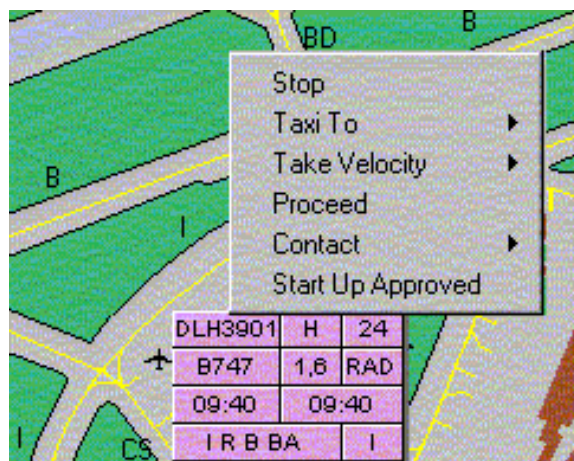 BD
B
Stop
Taxi To
Take Velocity
Proceed
Contact
Start Up Approved
B
I
DLH3901 H 24
B747 1,6 RAD
09:40 09:40
I R B BA I
I
CS